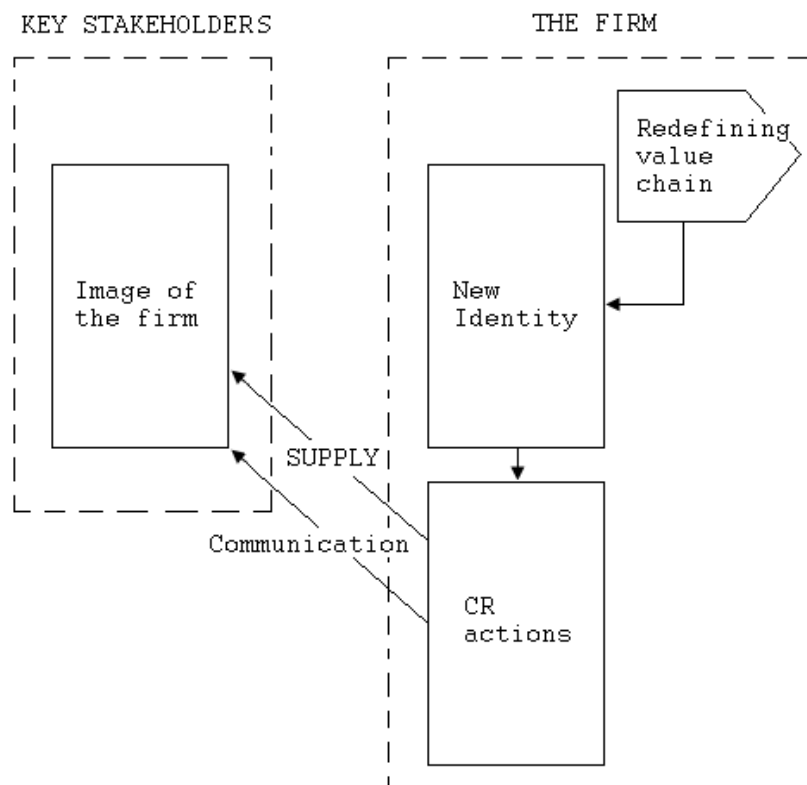 KEY STAKEHOLDERS
THE FIRM
Redefining
value
chain
Image of
the firm
New
Identity
SUPPLY
Communication
CR
actions